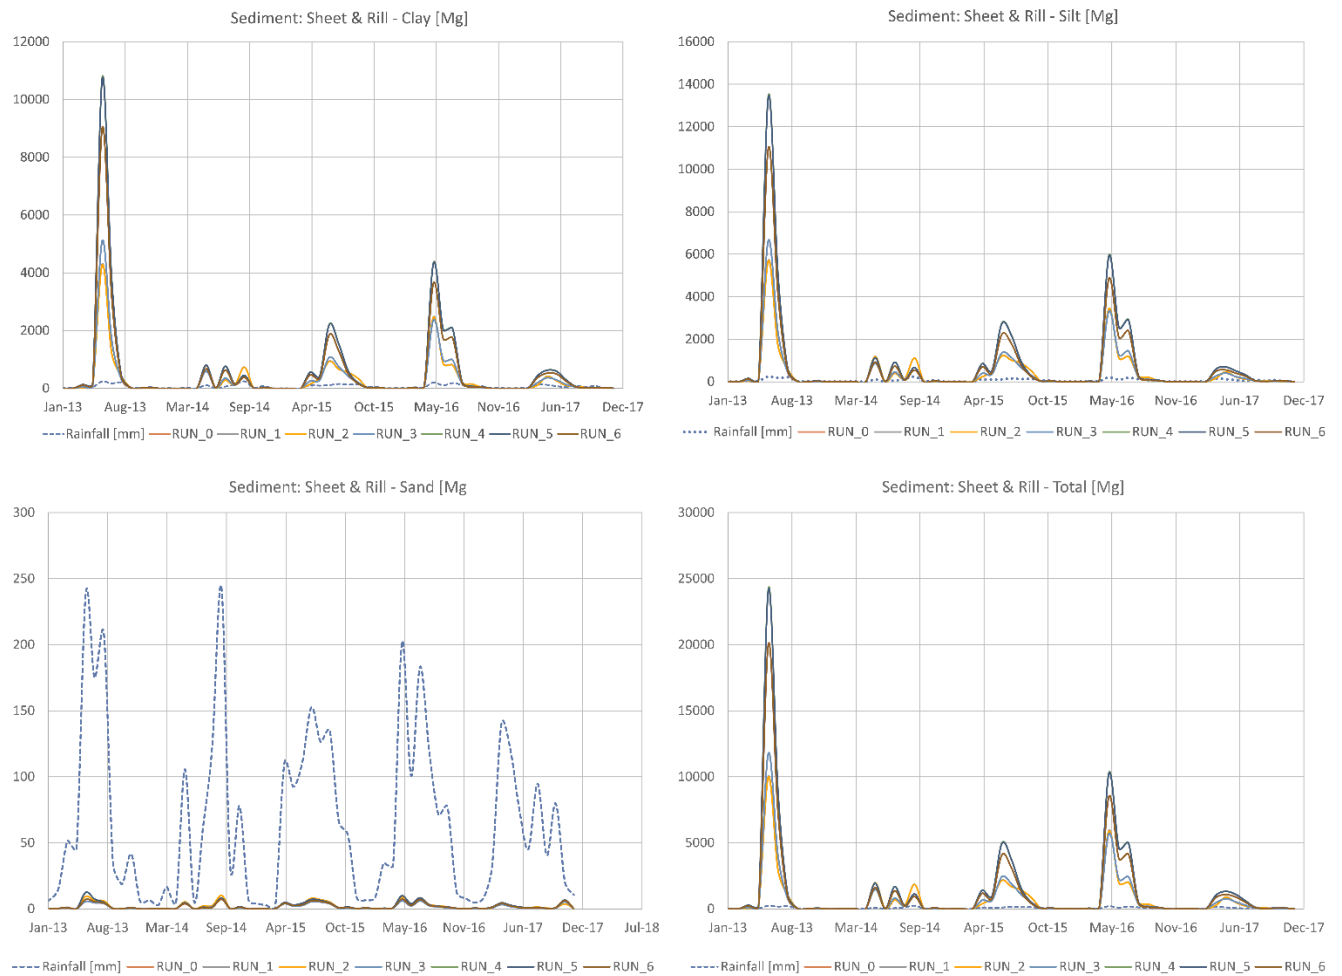 Sediment: Sheet & Rill - Clay [Mg]
12000
10000
8000
6000
4000
2000
0
Jan-13 Aug-13 Mar-14 Sep-14 Apr-15 Oct-15 May-16 Nov-16 Jun-17 Dec-17
Rainfall [mm] RUN_0 RUN_1 RUN_2 RUN_3 RUN_4 RUN_5 RUN_6
Sediment: Sheet & Rill - Silt [Mg]
16000
14000
12000
10000
8000
6000
4000
2000
0
Jan-13 Aug-13 Mar-14 Sep-14 Apr-15 Oct-15 May-16 Nov-16 Jun-17 Dec-17
Rainfall [mm] RUN_0 RUN_1 RUN_2 RUN_3 RUN_4 RUN_5 RUN_6
Sediment: Sheet & Rill - Sand [Mg
300
250
200
150
100
50
0
Jan-13 Aug-13 Mar-14 Sep-14 Apr-15 Oct-15 May-16 Nov-16 Jun-17 Dec-17 Jul-18
Rainfall [mm] RUN_0 RUN_1 RUN_2 RUN_3 RUN_4 RUN_5 RUN_6
Sediment: Sheet & Rill - Total [Mg]
30000
25000
20000
15000
10000
5000
0
Jan-13 Aug-13 Mar-14 Sep-14 Apr-15 Oct-15 May-16 Nov-16 Jun-17 Dec-17
Rainfall [mm] RUN_0 RUN_1 RUN_2 RUN_3 RUN_4 RUN_5 RUN_6